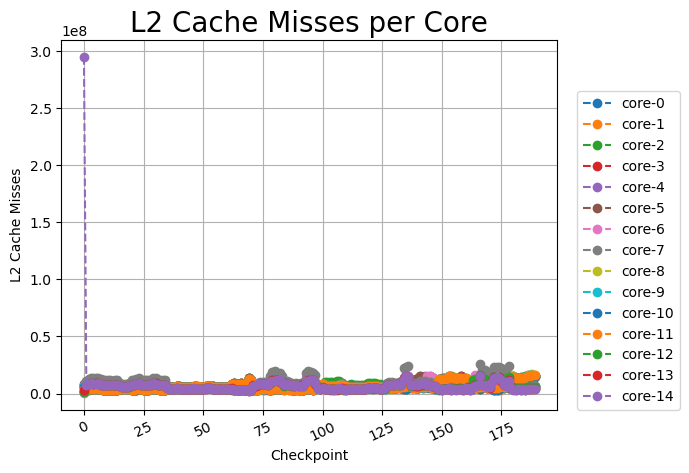 L2 Cache Misses per Core
1e8
3.0
2.5
2.0
1.5
1.0
0.5
0.0
L2 Cache Misses
0
25
50
75
100
125
150
175
Checkpoint
core-0
core-1
core-2
core-3
core-4
core-5
core-6
core-7
core-8
core-9
core-10
core-11
core-12
core-13
core-14